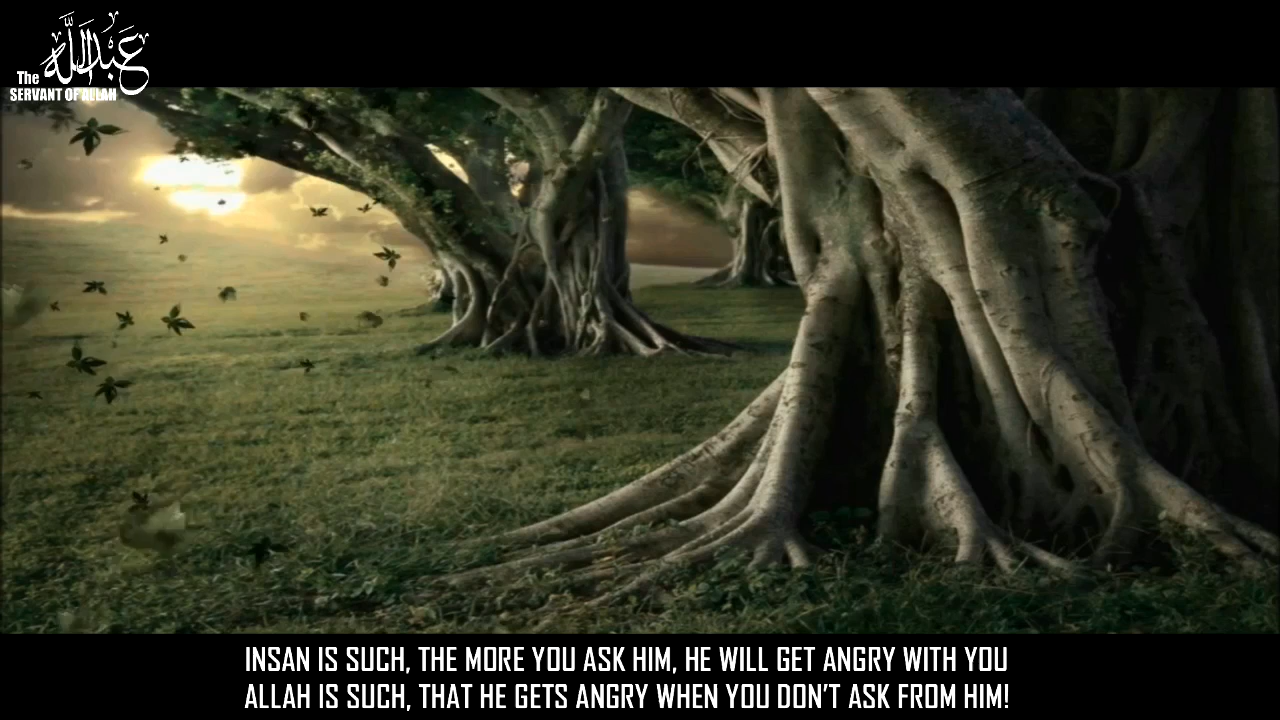 عبدالله
The
SERVANT OF ALLAH
INSAN IS SUCH, THE MORE YOU ASK HIM, HE WILL GET ANGRY WITH YOU
ALLAH IS SUCH, THAT HE GETS ANGRY WHEN YOU DON'T ASK FROM HIM!